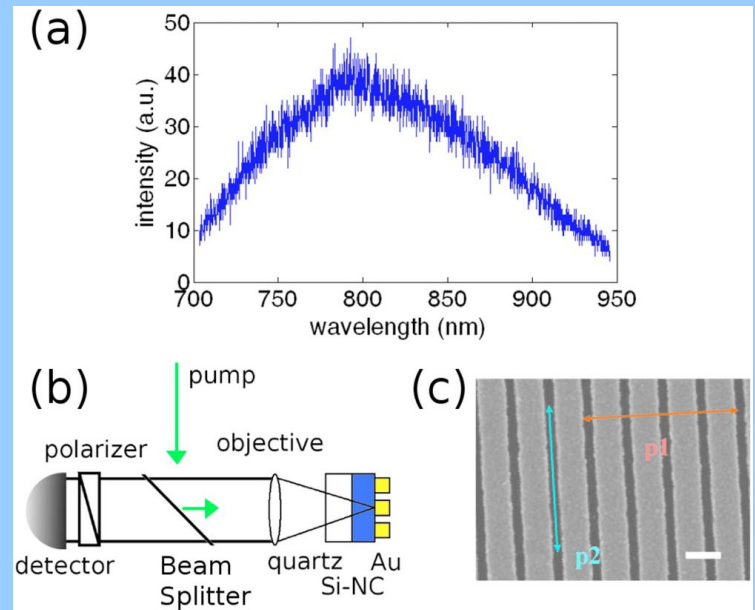 (a)
intensity (a.u.)
50
40
30
20
10
0
700 750 800 850 900 950
wavelength (nm)
(b)
pump
polarizer
objective
detector
Beam
Splitter
quartz
Si-NC
Au
(c)
p1
p2